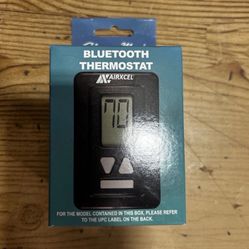 BLUETOOTH
THERMOSTAT
AIRXCEL
70
FOR THE MODEL CONTAINED IN THIS BOX, PLEASE REFER
TO THE UPC LABEL ON THE BACK.